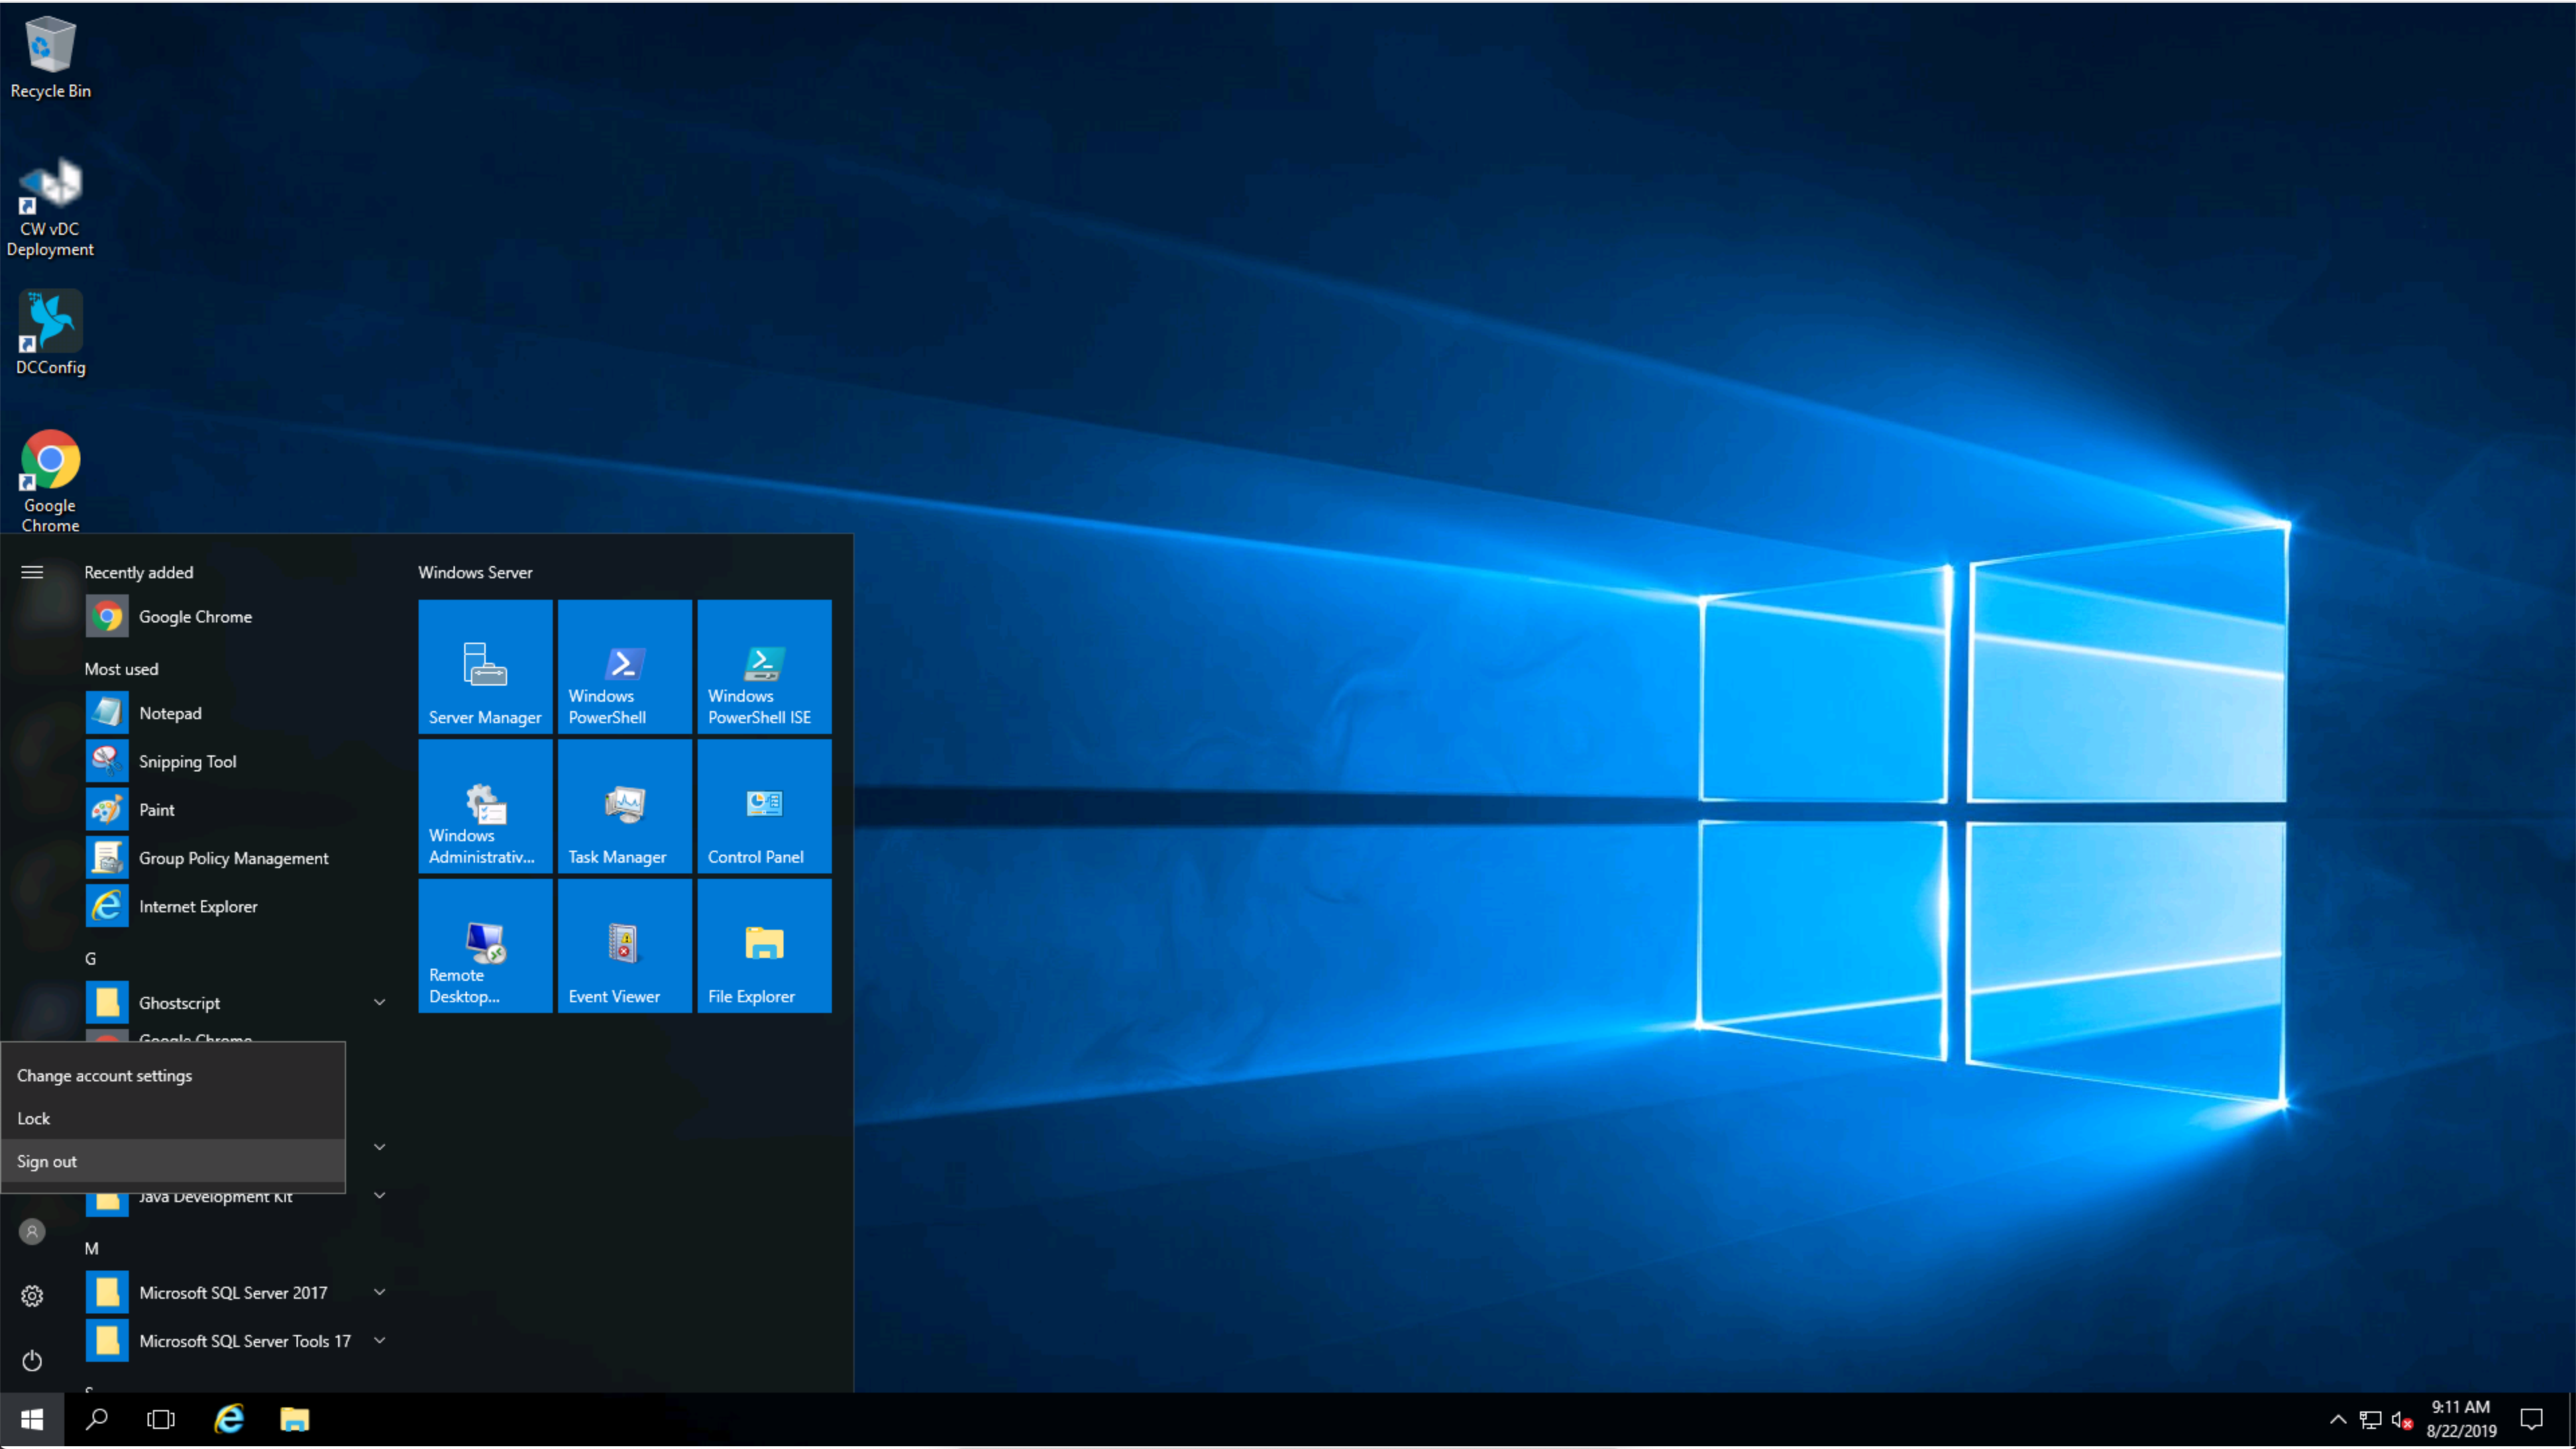 Recycle Bin
CW vDC
Deployment
DCConfig
Google
Chrome
Recently added
Google Chrome
Most used
Notepad
Snipping Tool
Paint
Group Policy Management
Internet Explorer
G
Ghostscript
Google Chrome
Change account settings
Lock
Sign out
Java Development Kit
M
Microsoft SQL Server 2017
Microsoft SQL Server Tools 17
S
Windows Server
Server Manager
Windows
PowerShell
Windows
PowerShell ISE
Windows
Administrativ...
Task Manager
Control Panel
Remote
Desktop...
Event Viewer
File Explorer
9:11 AM
8/22/2019